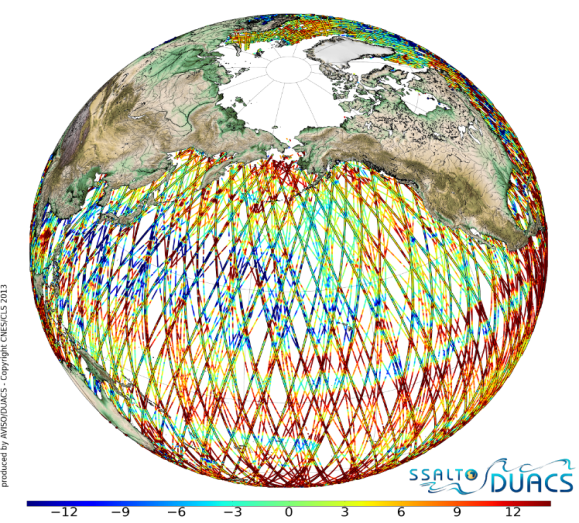 produced by AVISO/DUACS - Copyright CNES/CLS 2013
SSALTO
DUACS
−12 −9 −6 −3 0 3 6 9 12